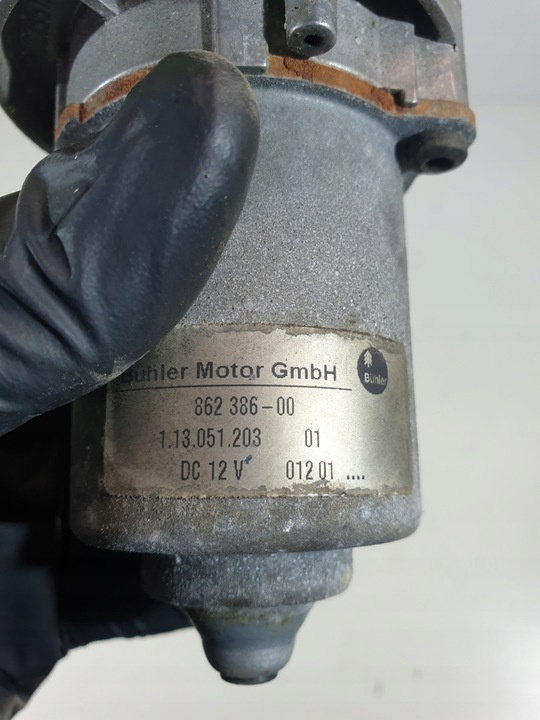 Bühler Motor GmbH
Bühler
862 386-00
1.13.051.203 01
DC 12 V 012 01 ....